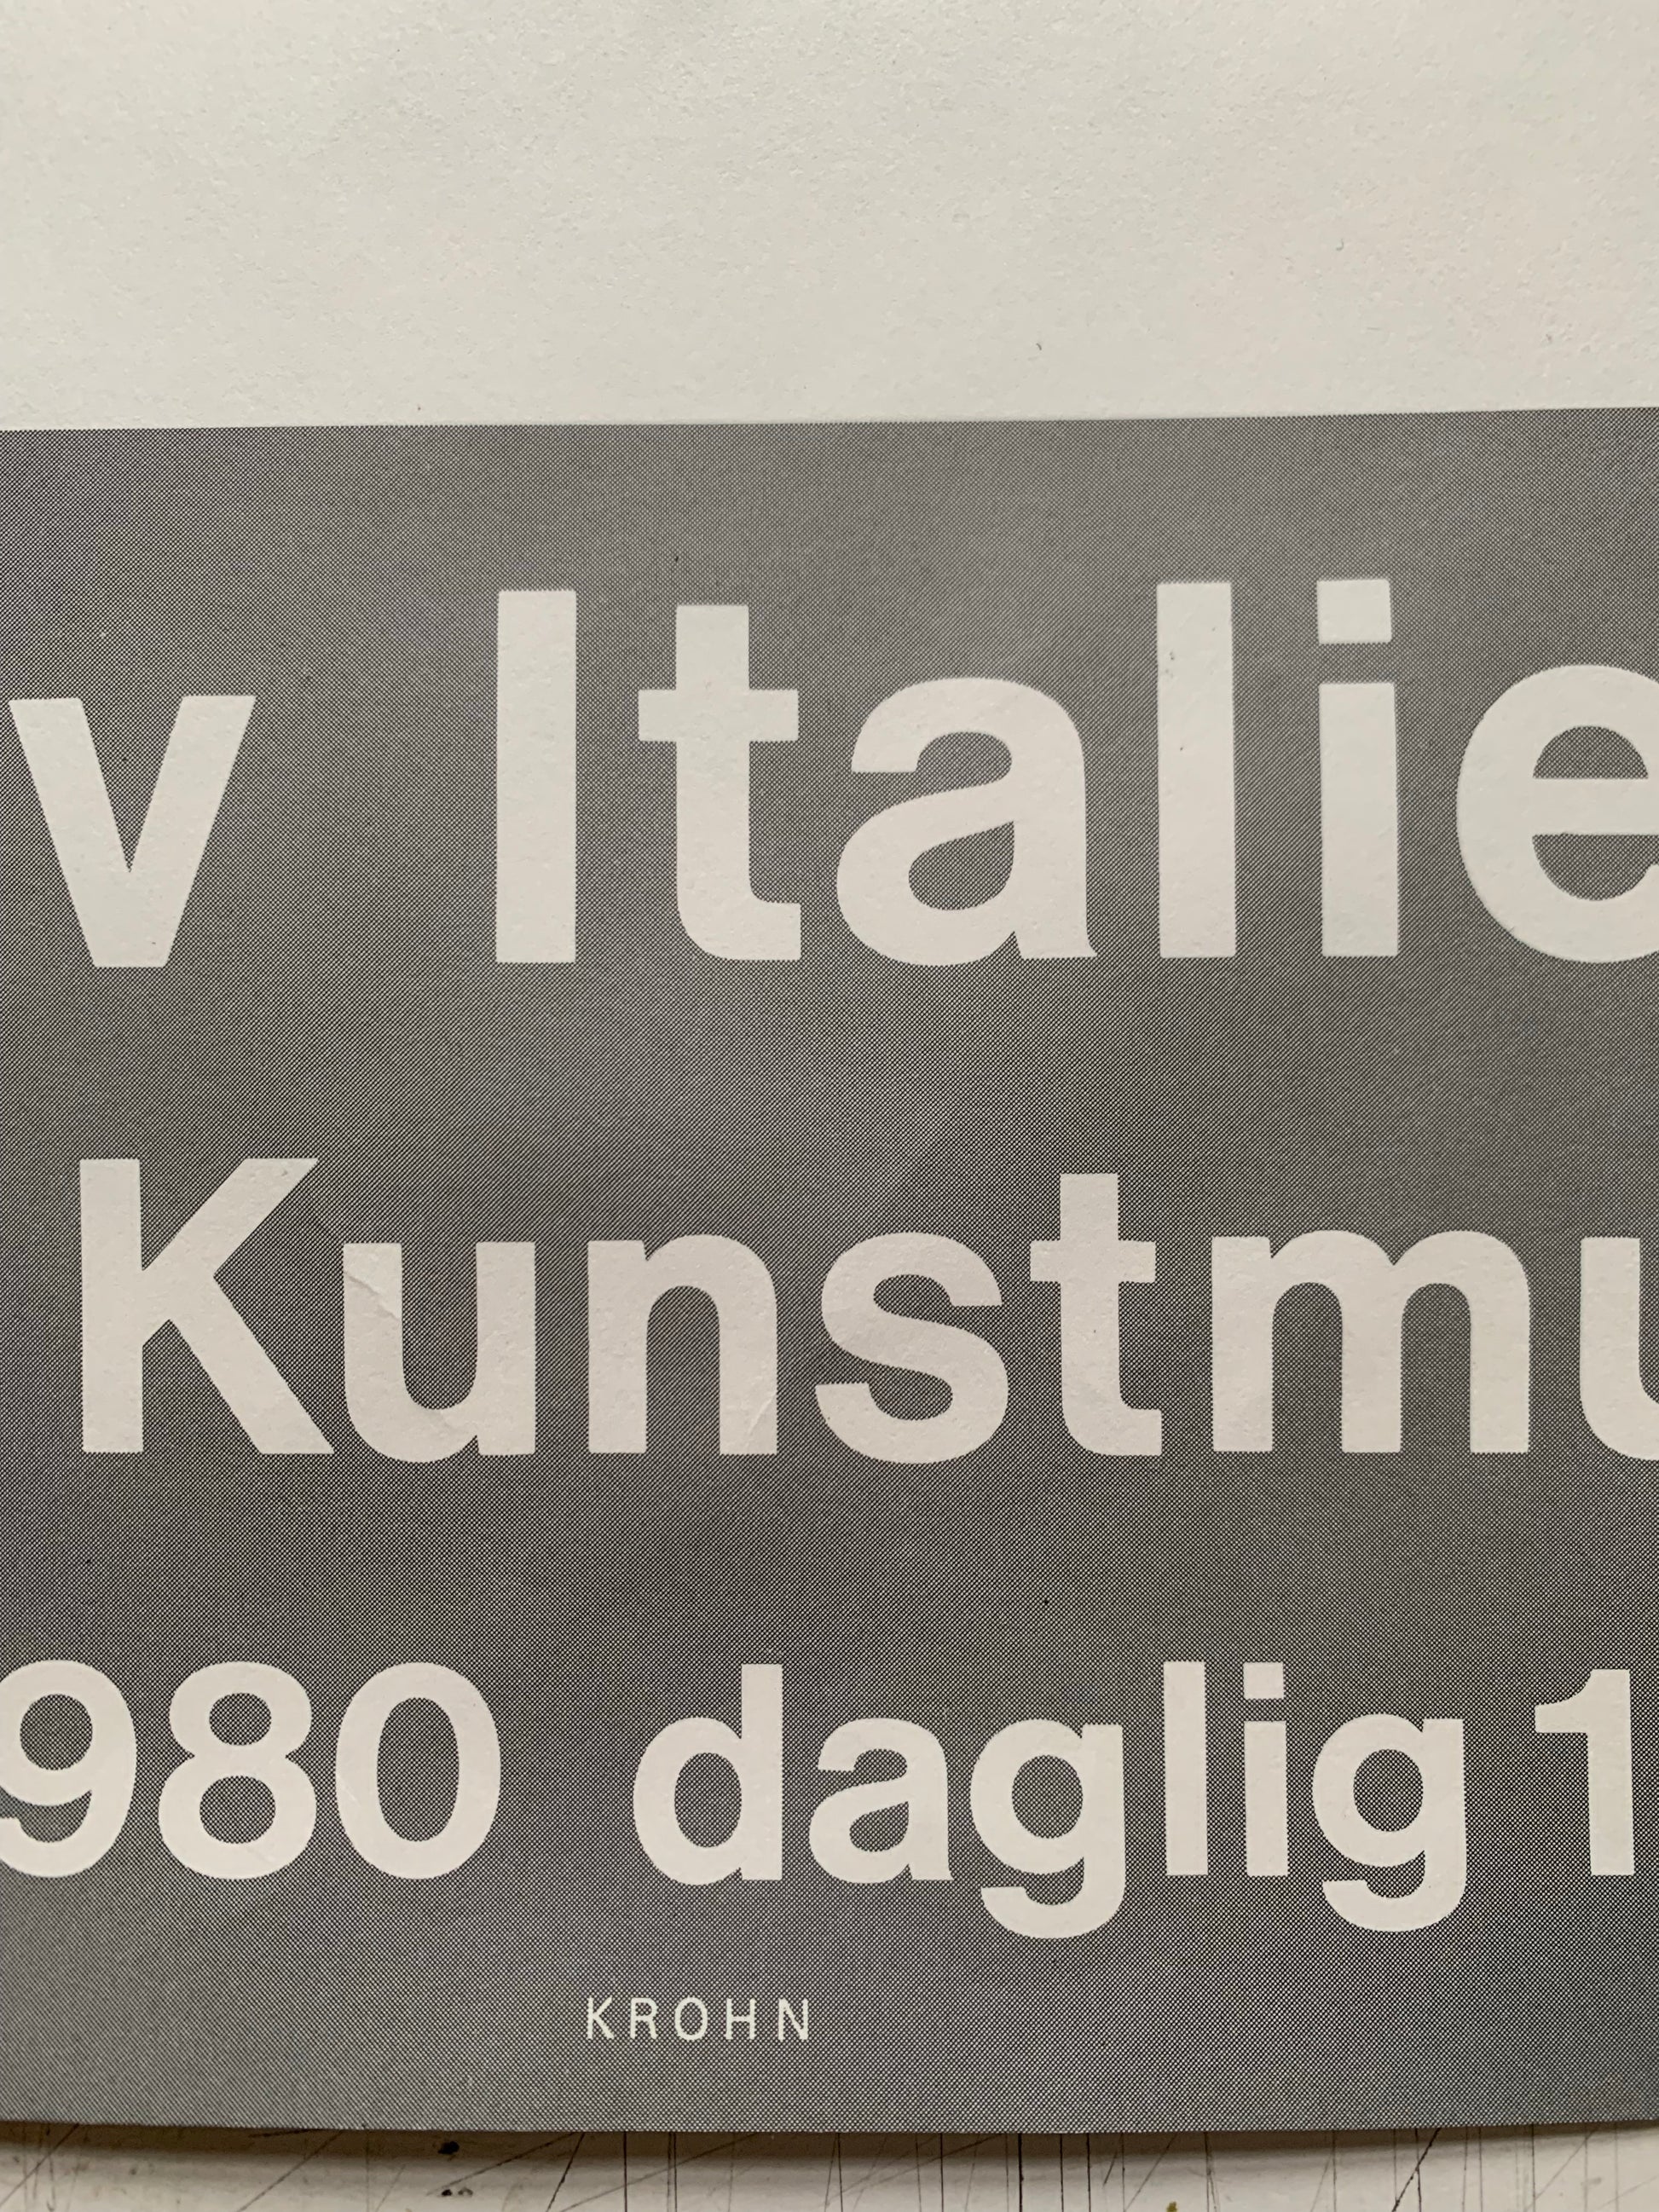 v Italie
Kunstmu
980 daglig 1
KROHN